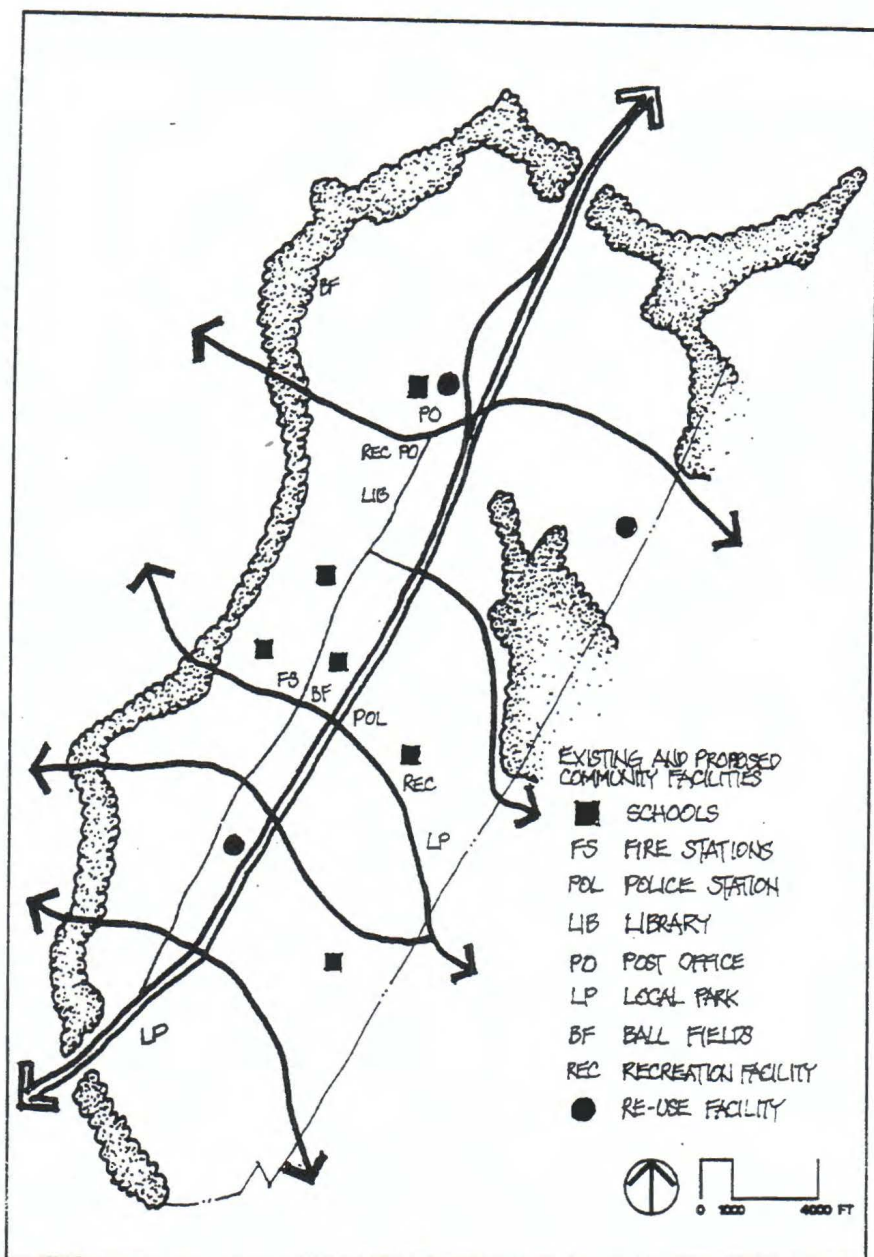 BF
PO
REC PO
LIB
FS
BF
POL
REC
LP
LP
EXISTING AND PROPOSED
COMMUNITY FACILITIES
SCHOOLS
FS FIRE STATIONS
POL POLICE STATION
LIB LIBRARY
PO POST OFFICE
LP LOCAL PARK
BF BALL FIELDS
REC RECREATION FACILITY
RE-USE FACILITY
0 1000 4000 FT